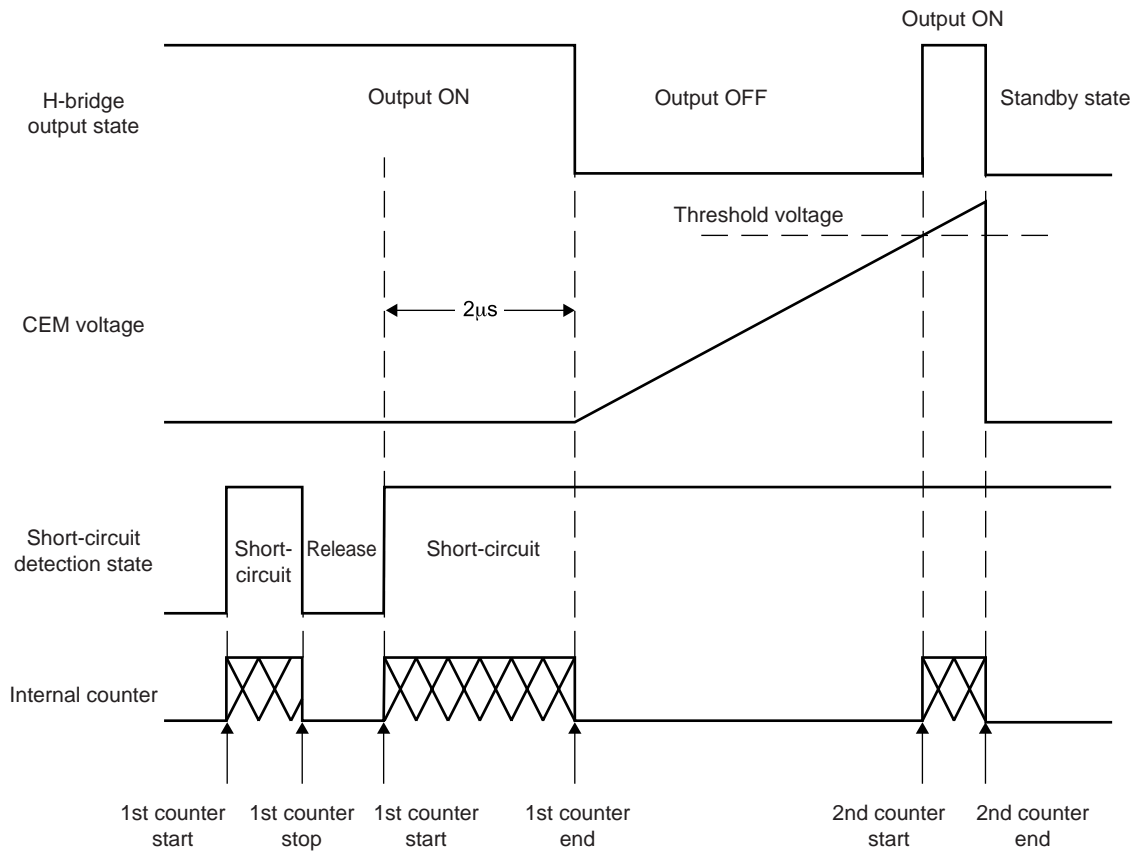 Output ON
H-bridge
output state
Output ON
Output OFF
Standby state
Threshold voltage
2μs
CEM voltage
Short-circuit
detection state
Short-
circuit
Release
Short-circuit
Internal counter
1st counter
start
1st counter
stop
1st counter
start
1st counter
end
2nd counter
start
2nd counter
end